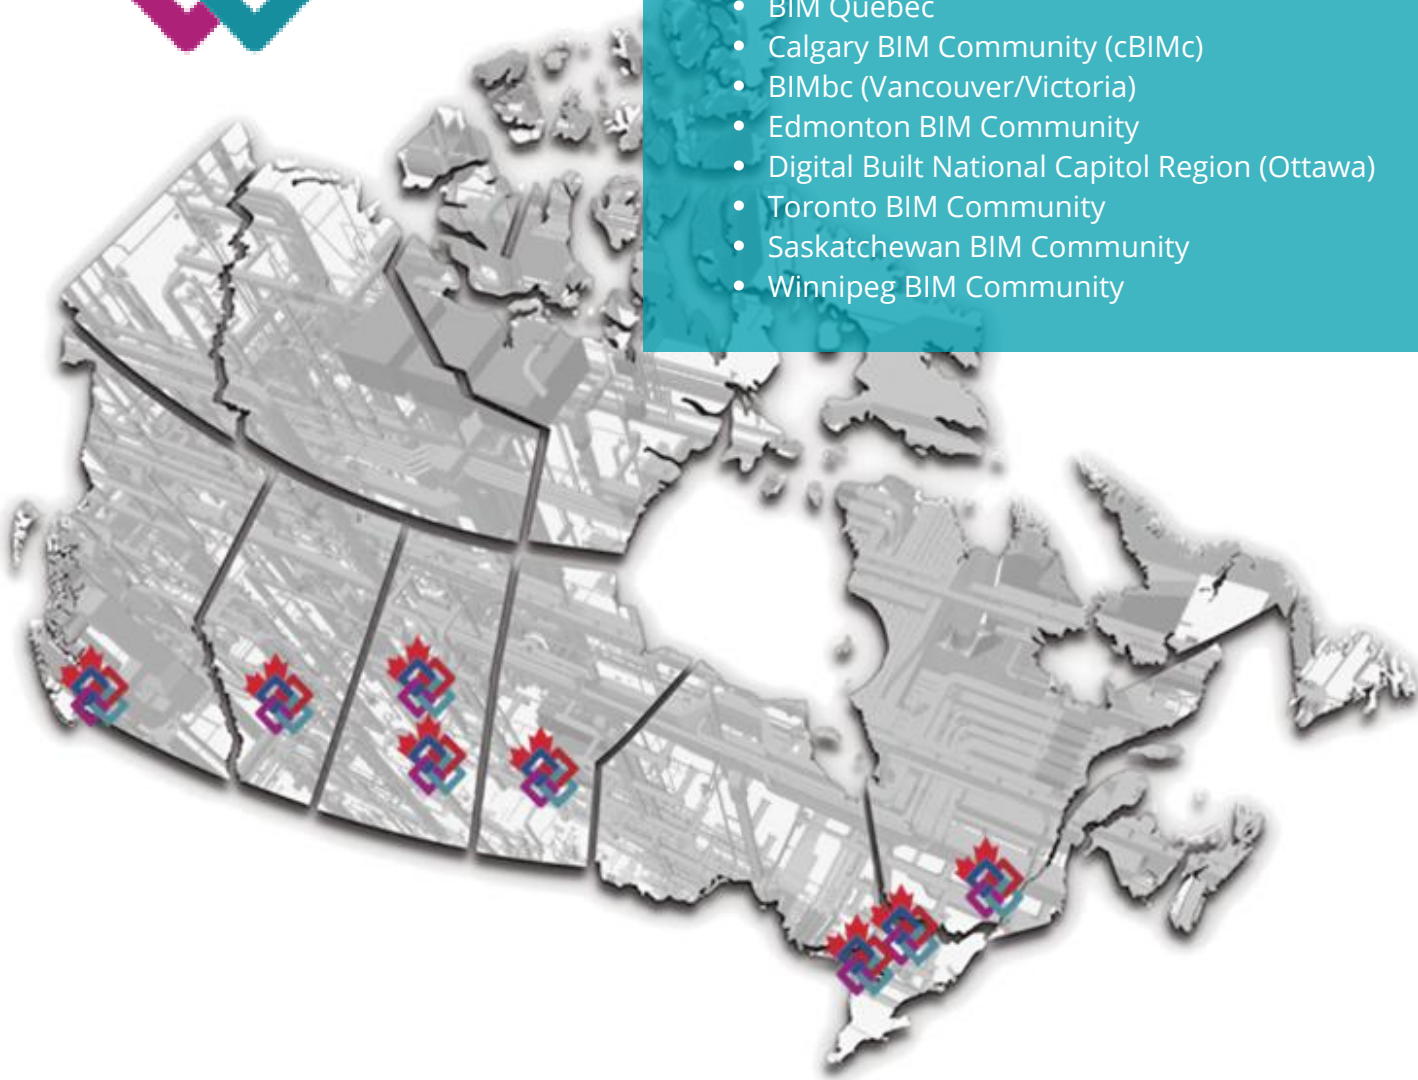 • BIM Quebec
• Calgary BIM Community (cBIMc)
• BIMbc (Vancouver/Victoria)
• Edmonton BIM Community
• Digital Built National Capitol Region (Ottawa)
• Toronto BIM Community
• Saskatchewan BIM Community
• Winnipeg BIM Community